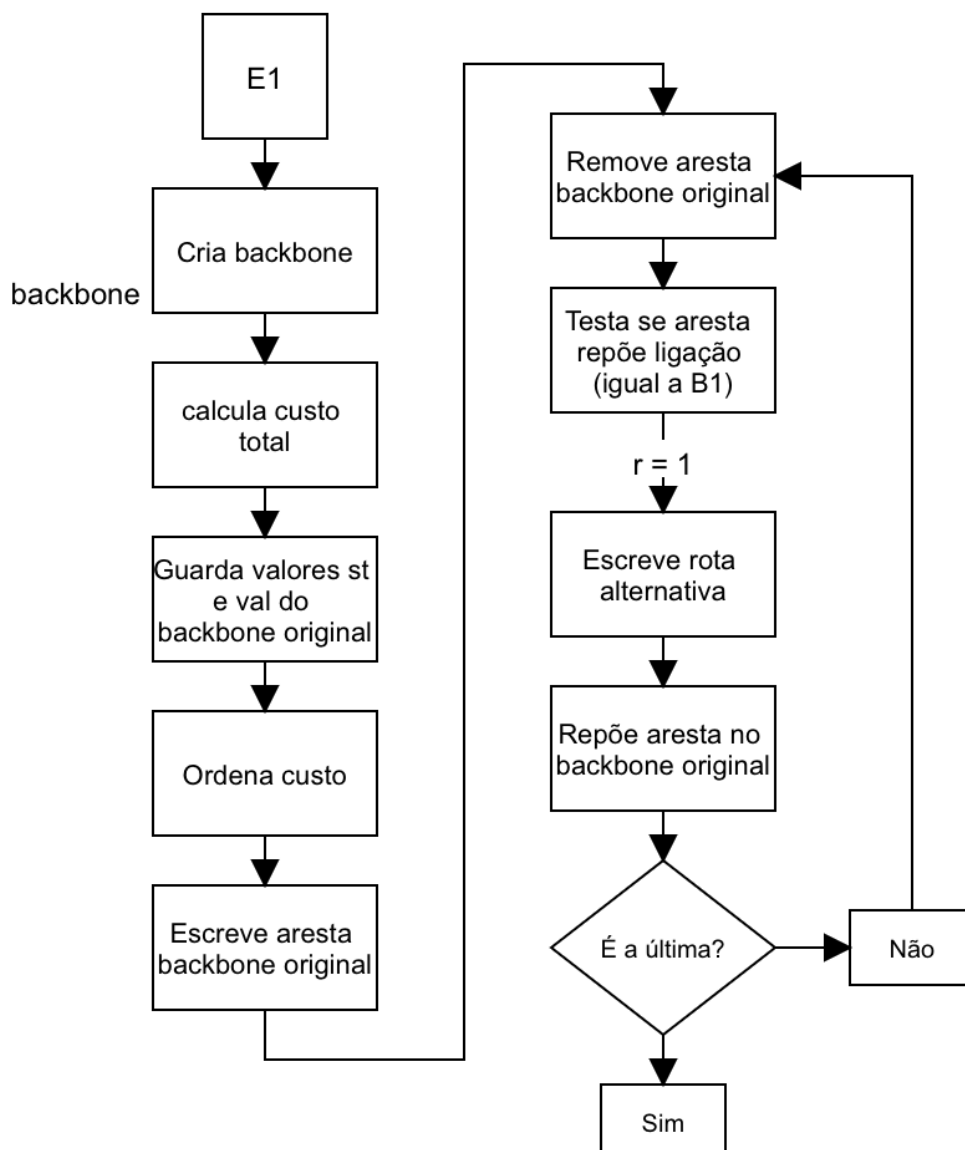 E1
Cria backbone
backbone
calcula custo
total
Guarda valores st
e val do
backbone original
Ordena custo
Escreve aresta
backbone original
Remove aresta
backbone original
Testa se aresta
repõe ligação
(igual a B1)
r = 1
Escreve rota
alternativa
Repõe aresta no
backbone original
É a última?
Não
Sim